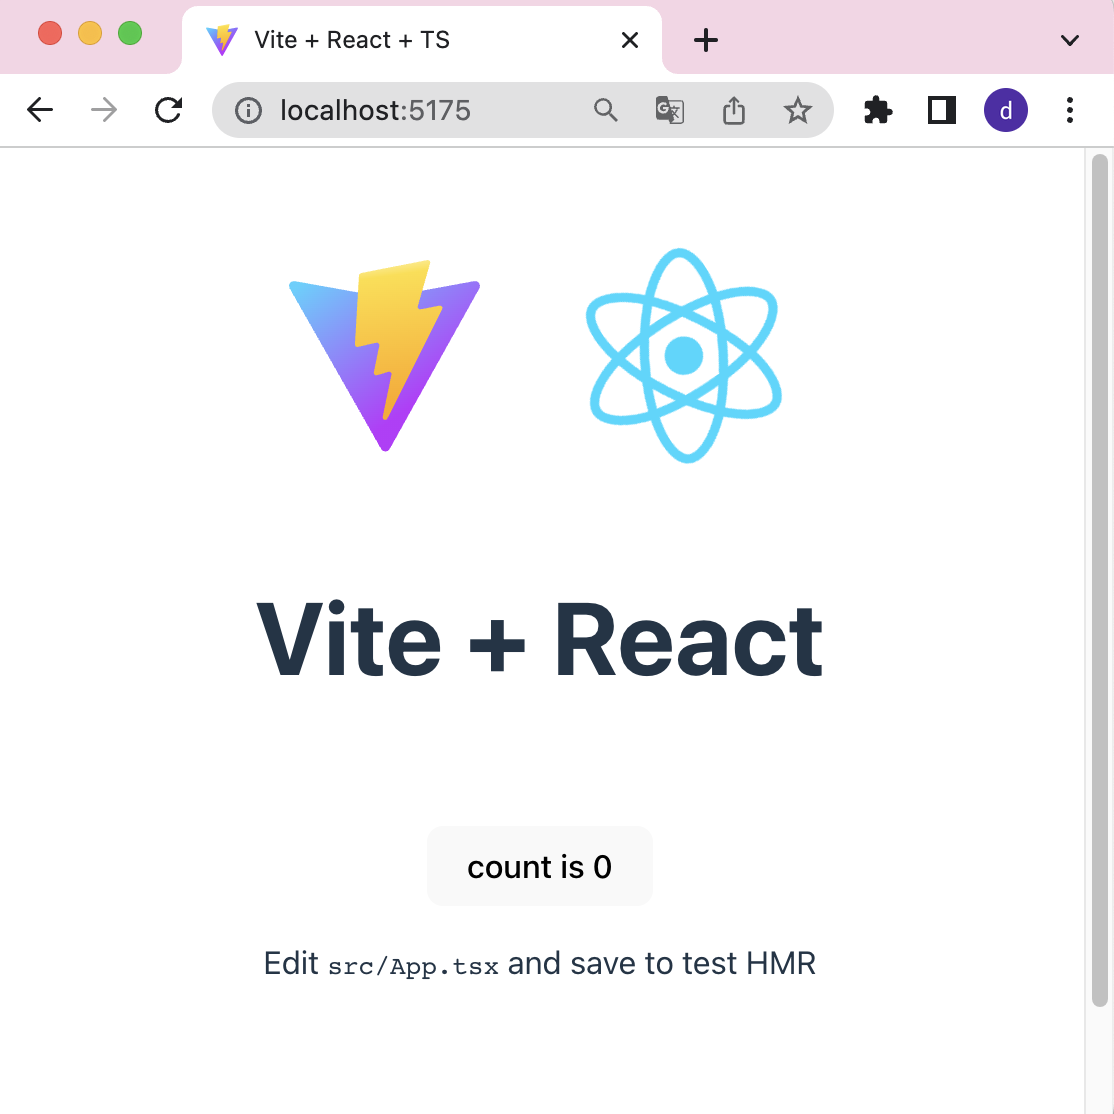 Vite + React + TS
localhost:5175
d
Vite + React
count is 0
Edit src/App.tsx and save to test HMR